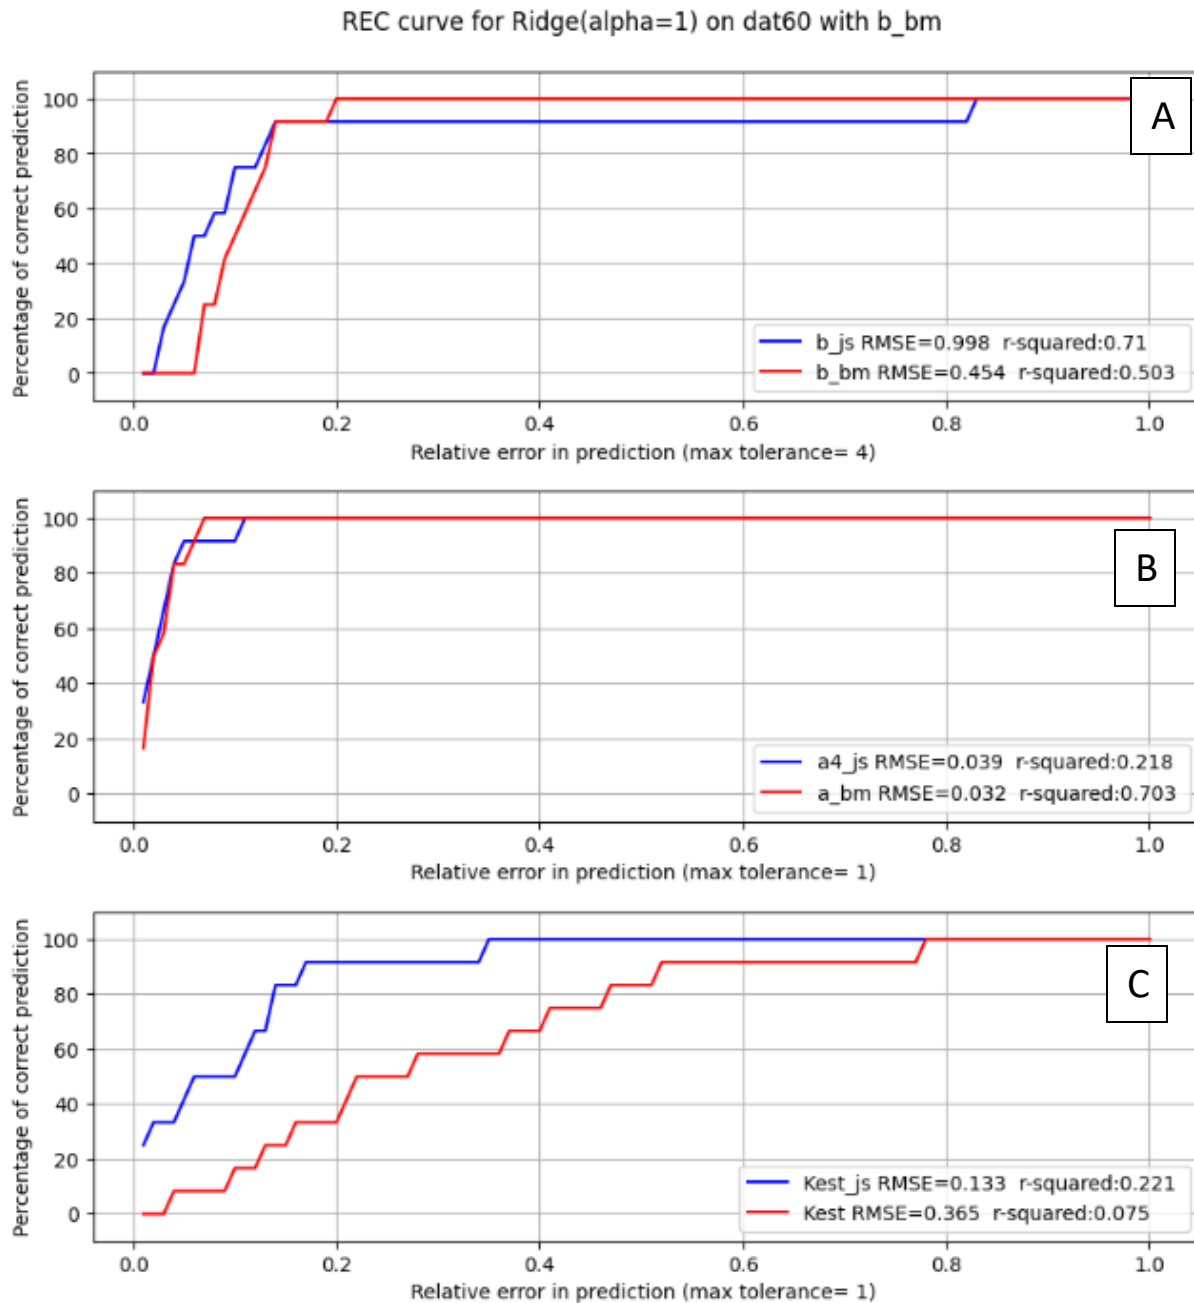 REC curve for Ridge(alpha=1) on dat60 with b_bm
A
Percentage of correct prediction
100
80
60
40
20
0
b_js RMSE=0.998 r-squared:0.71
b_bm RMSE=0.454 r-squared:0.503
0.0 0.2 0.4 0.6 0.8 1.0
Relative error in prediction (max tolerance= 4)
B
Percentage of correct prediction
100
80
60
40
20
0
a4_js RMSE=0.039 r-squared:0.218
a_bm RMSE=0.032 r-squared:0.703
0.0 0.2 0.4 0.6 0.8 1.0
Relative error in prediction (max tolerance= 1)
C
Percentage of correct prediction
100
80
60
40
20
0
Kest_js RMSE=0.133 r-squared:0.221
Kest RMSE=0.365 r-squared:0.075
0.0 0.2 0.4 0.6 0.8 1.0
Relative error in prediction (max tolerance= 1)